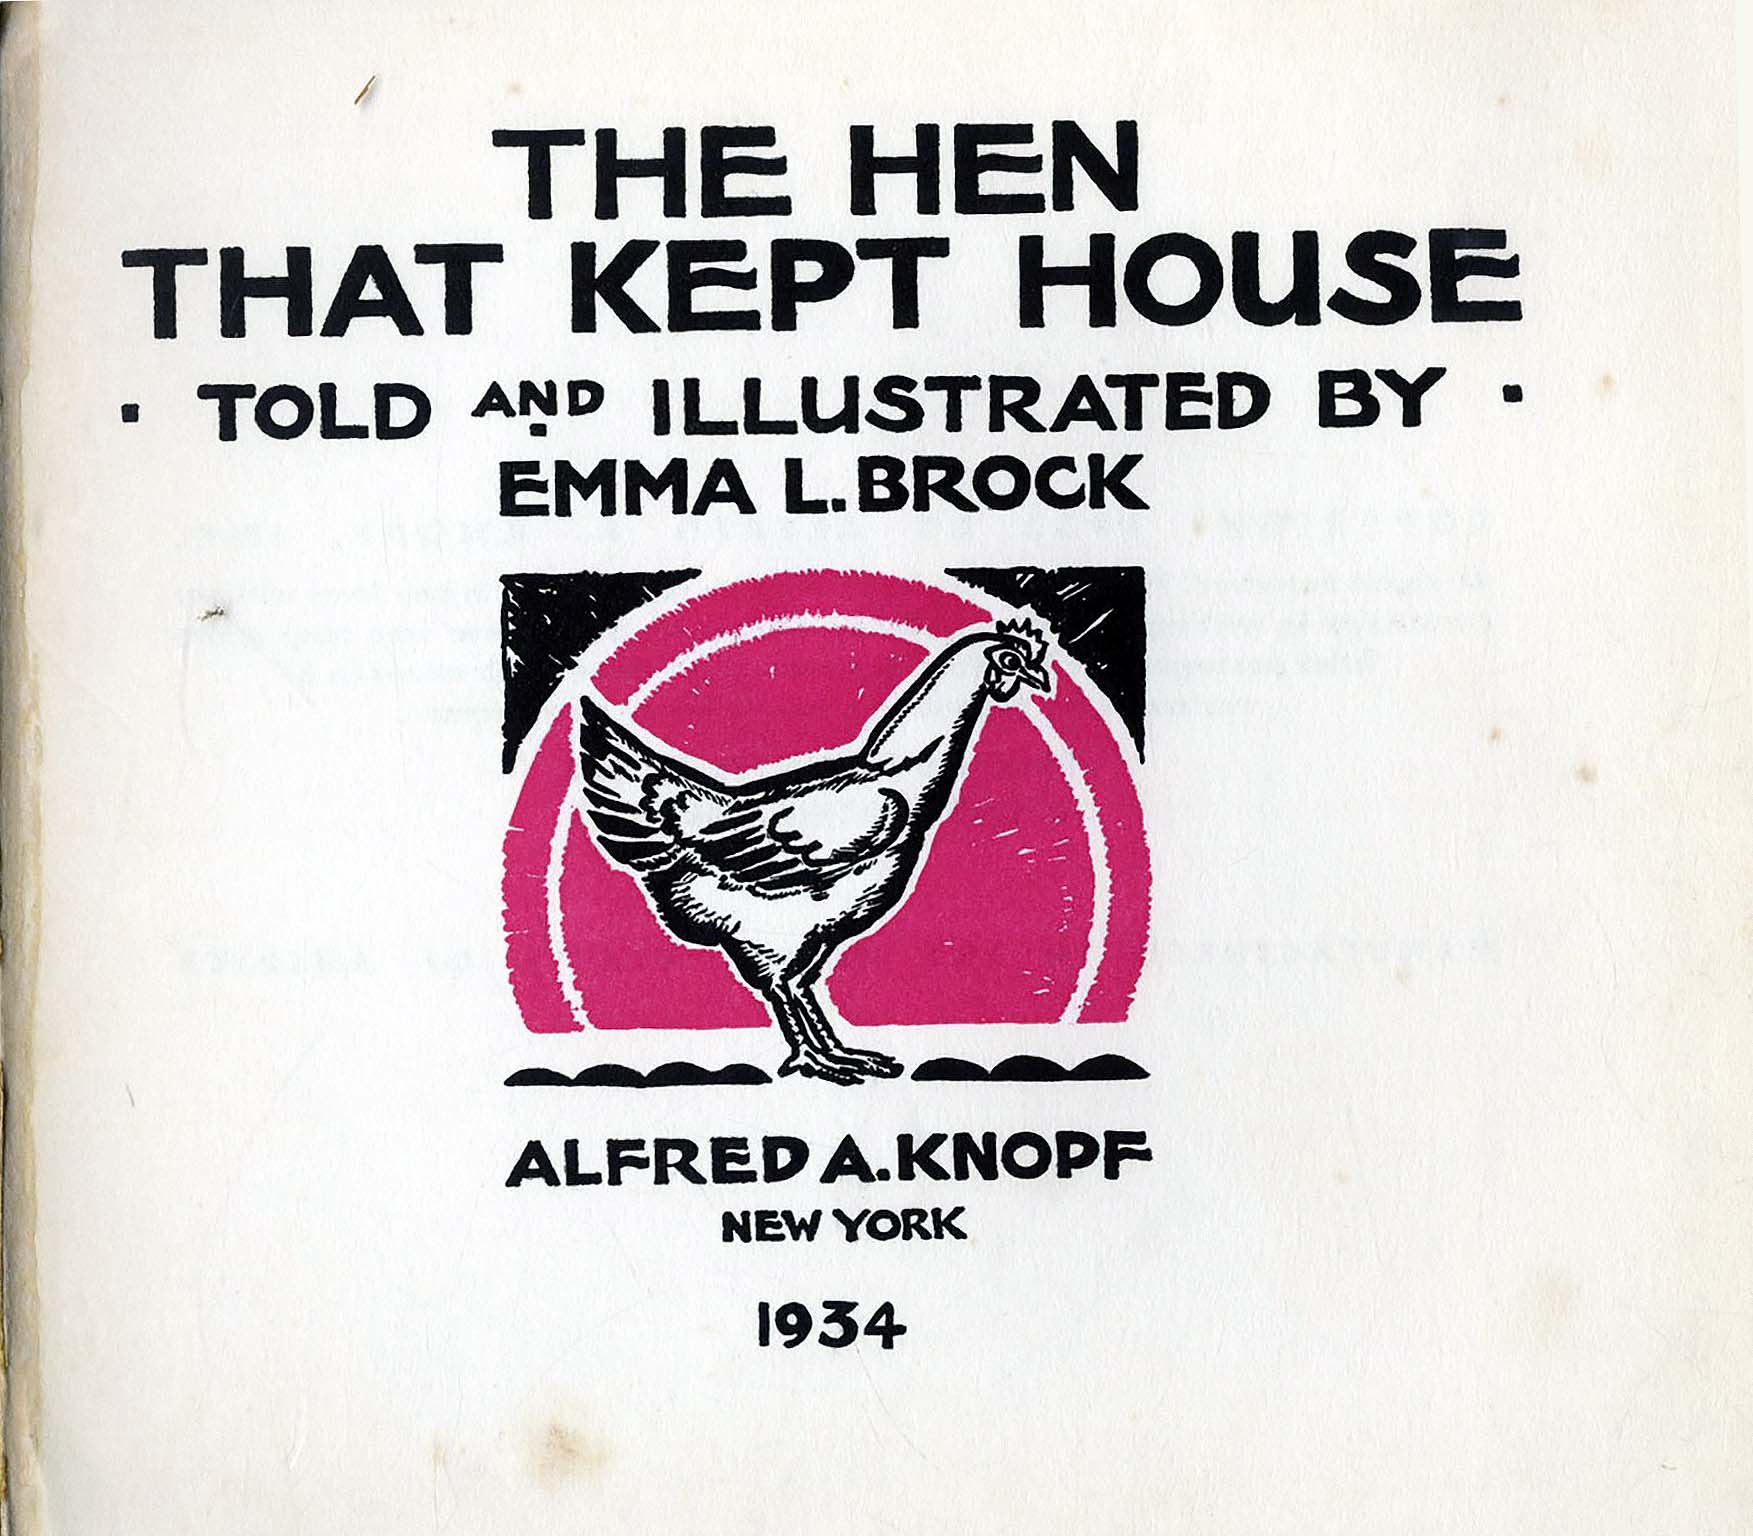 THE HEN
THAT KEPT HOUSE
· TOLD AND ILLUSTRATED BY ·
EMMA L. BROCK
ALFRED A. KNOPF
NEW YORK
1934